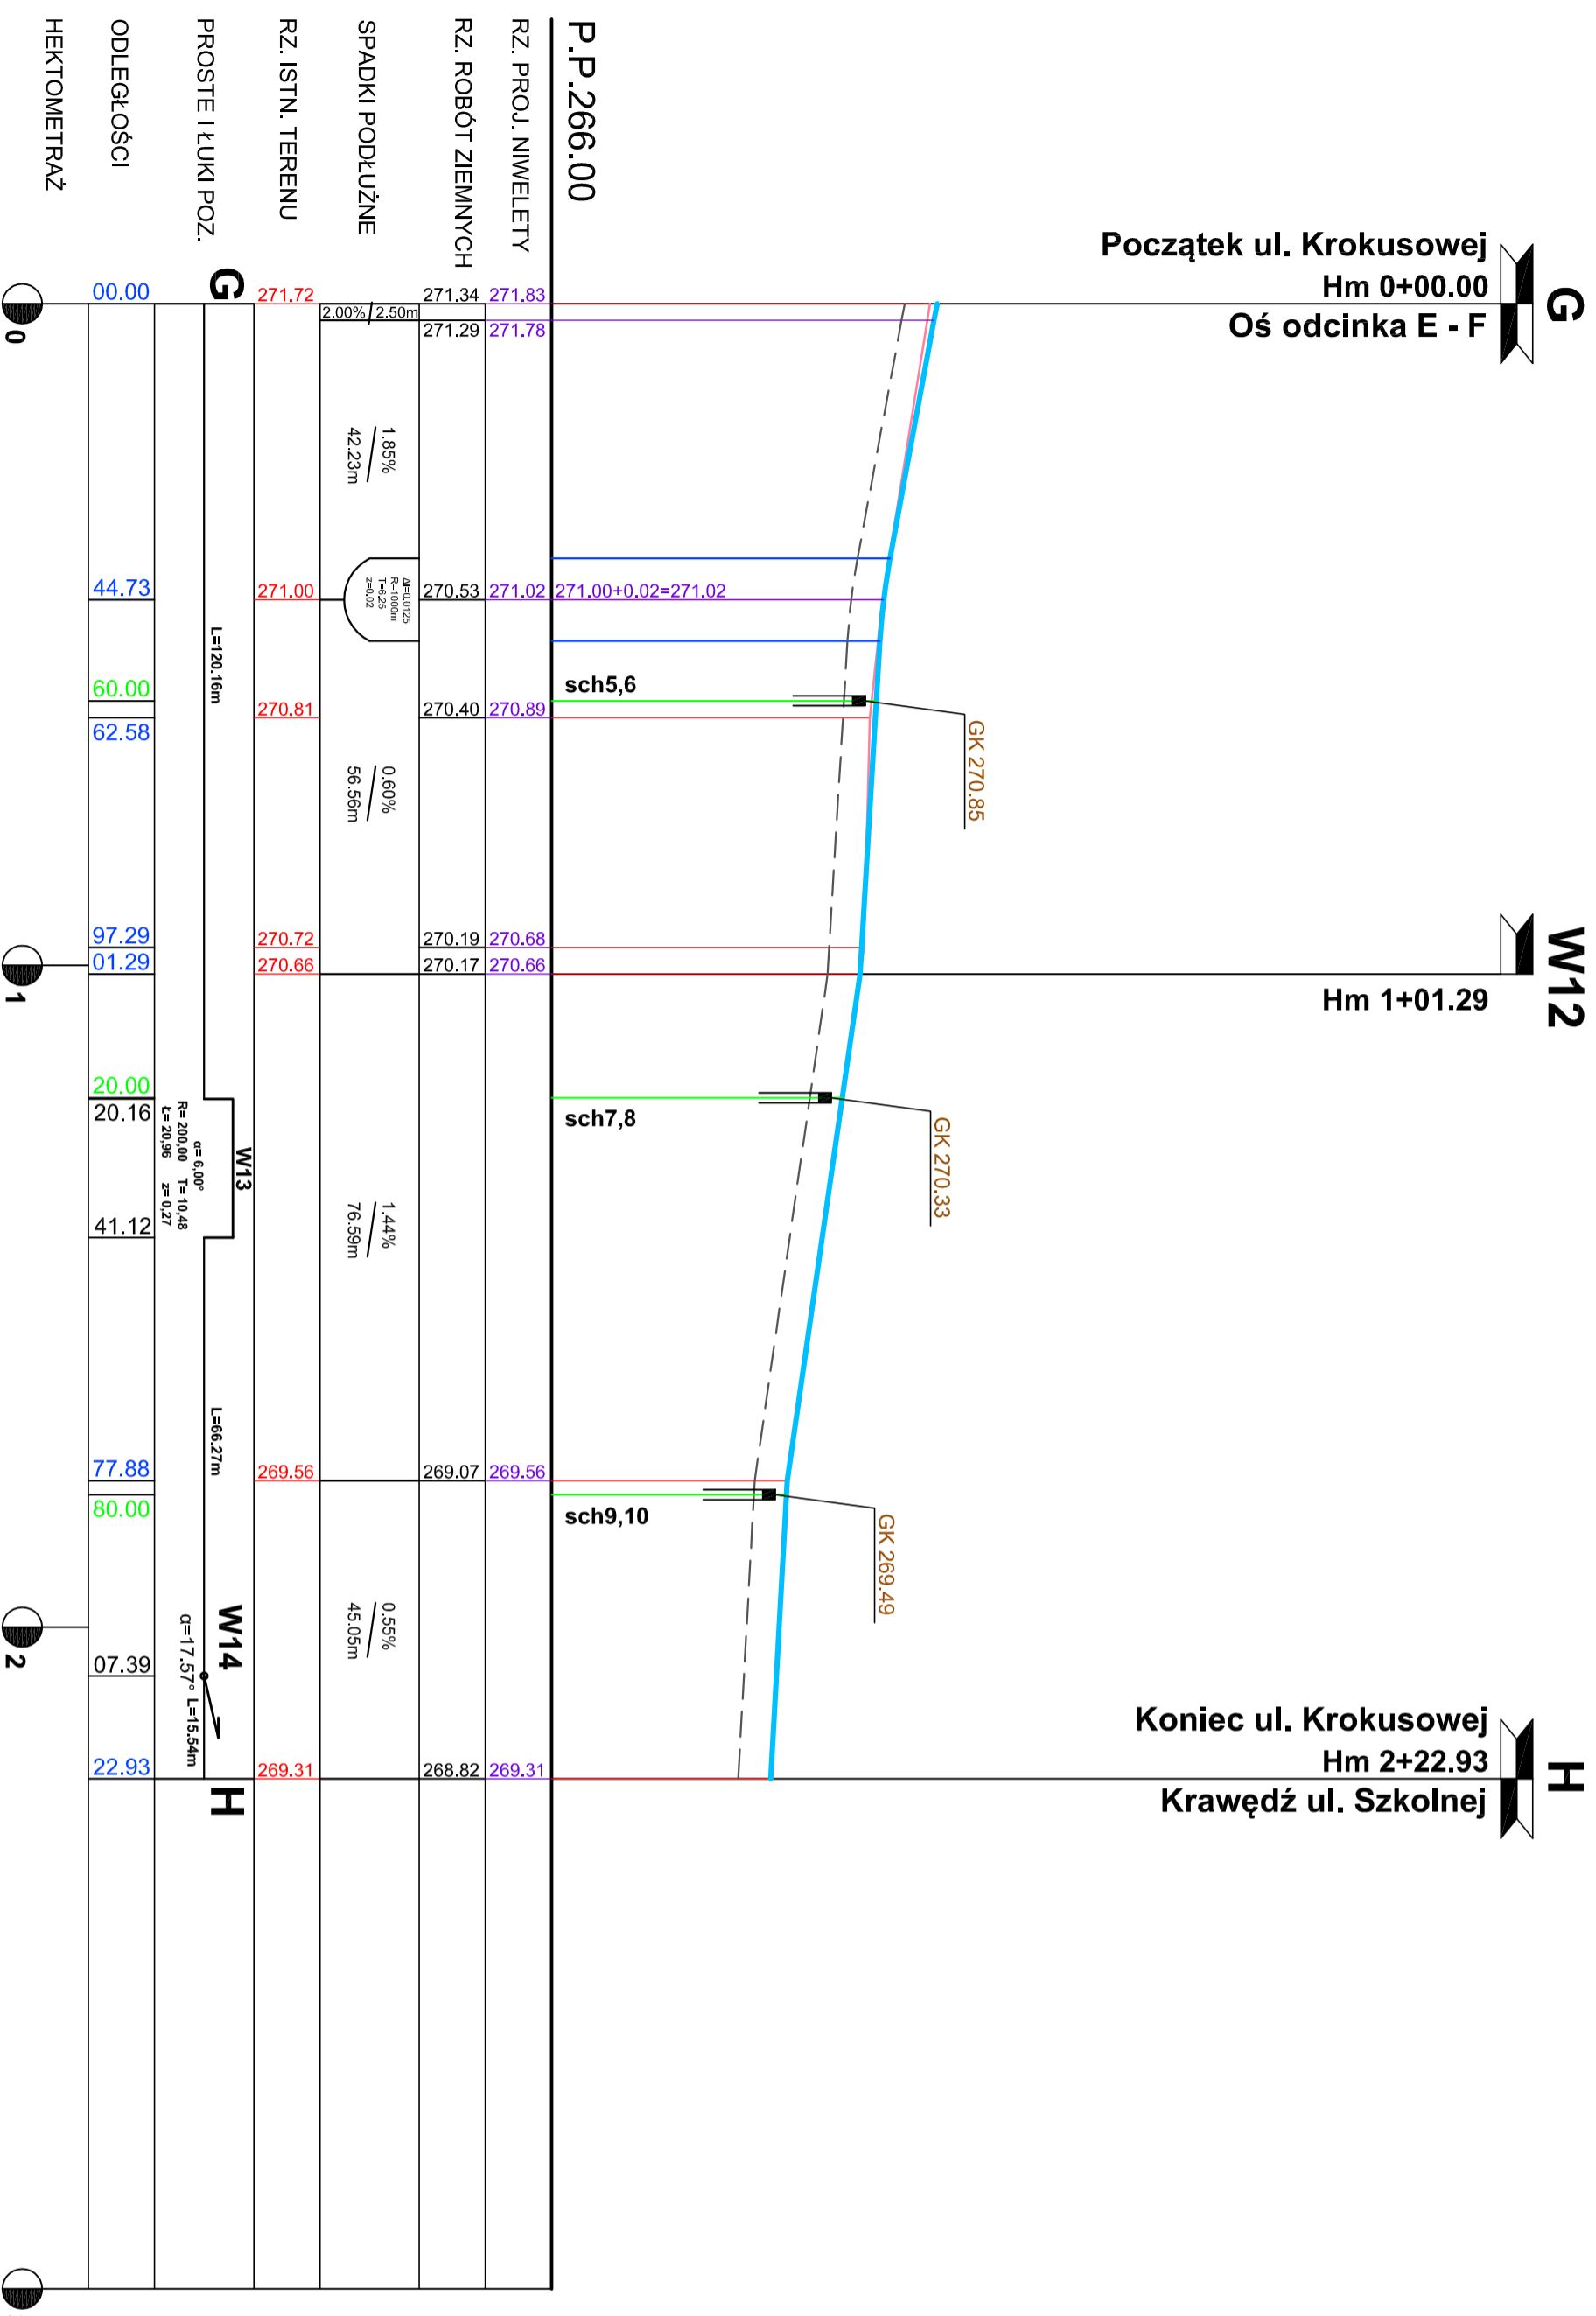 G
Początek ul. Krokusowej
Hm 0+00.00
Oś odcinka E - F
W12
Hm 1+01.29
H
Koniec ul. Krokusowej
Hm 2+22.93
Krawędź ul. Szkolnej
GK 270.85
GK 270.33
GK 269.49
sch5,6
sch7,8
sch9,10
271.00+0.02=271.02
P.P.266.00
RZ. PROJ. NIWELETY
271.83
271.78
271.02
270.89
270.68
270.66
269.56
269.31
RZ. ROBÓT ZIEMNYCH
271.34
271.29
270.53
270.40
270.19
270.17
269.07
268.82
SPADKI PODŁUŻNE
2.00% 2.50m
1.85%
42.23m
Δi=0,0125
R=1000m
T=6,25
z=0,02
0.60%
56.56m
1.44%
76.59m
0.55%
45.05m
RZ. ISTN. TERENU
271.72
271.00
270.81
270.72
270.66
269.56
269.31
PROSTE I ŁUKI POZ.
G
L=120.16m
W13
α= 6,00°
R= 200,00 T= 10,48
Ł= 20,96 z= 0,27
L=66.27m
W14
α=17.57°
L=15.54m
H
ODLEGŁOŚCI
00.00
44.73
60.00
62.58
97.29
01.29
20.00
20.16
41.12
77.88
80.00
07.39
22.93
HEKTOMETRAŻ
0
1
2